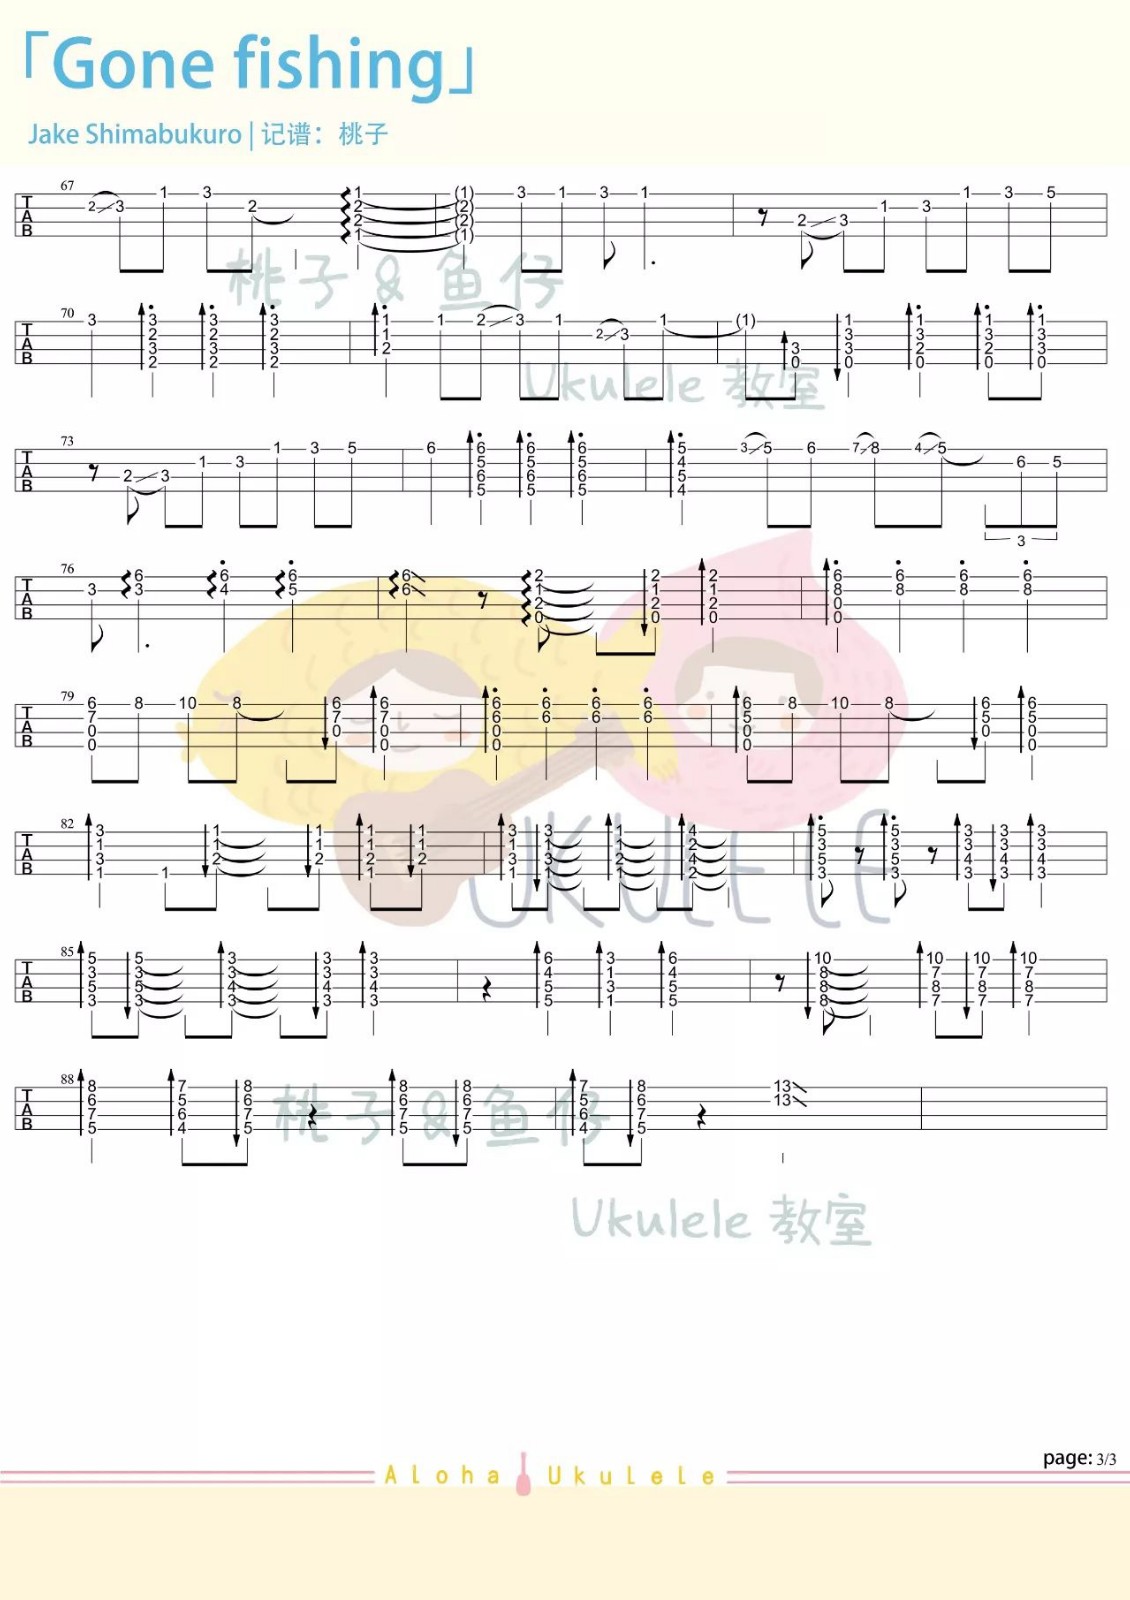 「Gone fishing」
Jake Shimabukuro | 记谱：桃子
67
T A B
2 3 1 3 2 1 2 2 1 (1) (2) (2) (1) 3 1 3 1 2 3 1 3 1 3 5
桃子 & 鱼仔
70
T A B
3 3 2 3 2 3 2 3 2 3 2 3 2 1 1 2 1 2 3 1 2 3 1 (1) 3 0 1 3 3 0 1 3 2 0 1 3 2 0 1 3 3 0
Ukulele 教室
73
T A B
2 3 1 3 1 3 5 6 6 5 6 5 6 5 6 5 6 5 6 5 5 4 5 4 3 5 6 7 8 4 5 6 5
3
76
T A B
3 6 3 6 4 6 5 6 6 2 1 2 0 2 1 2 0 2 1 2 0 6 8 0 0 6 8 6 8 6 8
79
T A B
6 7 0 0 8 10 8 6 7 0 6 7 0 0 6 6 0 0 6 6 6 6 6 6 6 5 0 0 8 10 8 6 5 0 6 5 0 0
82
T A B
3 1 3 1 1 1 1 2 1 1 2 1 1 2 1 1 1 2 3 1 3 1 3 1 3 1 1 1 2 1 4 2 4 2 5 3 5 3 5 3 5 3 3 3 4 3 3 3 4 3 3 3 4 3
UKULELE
85
T A B
5 3 5 3 5 3 5 3 3 3 4 3 3 3 4 3 3 3 4 3 6 4 5 5 3 1 3 1 6 4 5 5 10 8 8 8 10 7 8 7 10 7 8 7 10 7 8 7
88
T A B
8 6 7 5 7 5 6 4 8 6 7 5 8 6 7 5 8 6 7 5 7 5 6 4 8 6 7 5 13 13
桃子 & 鱼仔
Ukulele 教室
page: 3/3
Aloha Ukulele